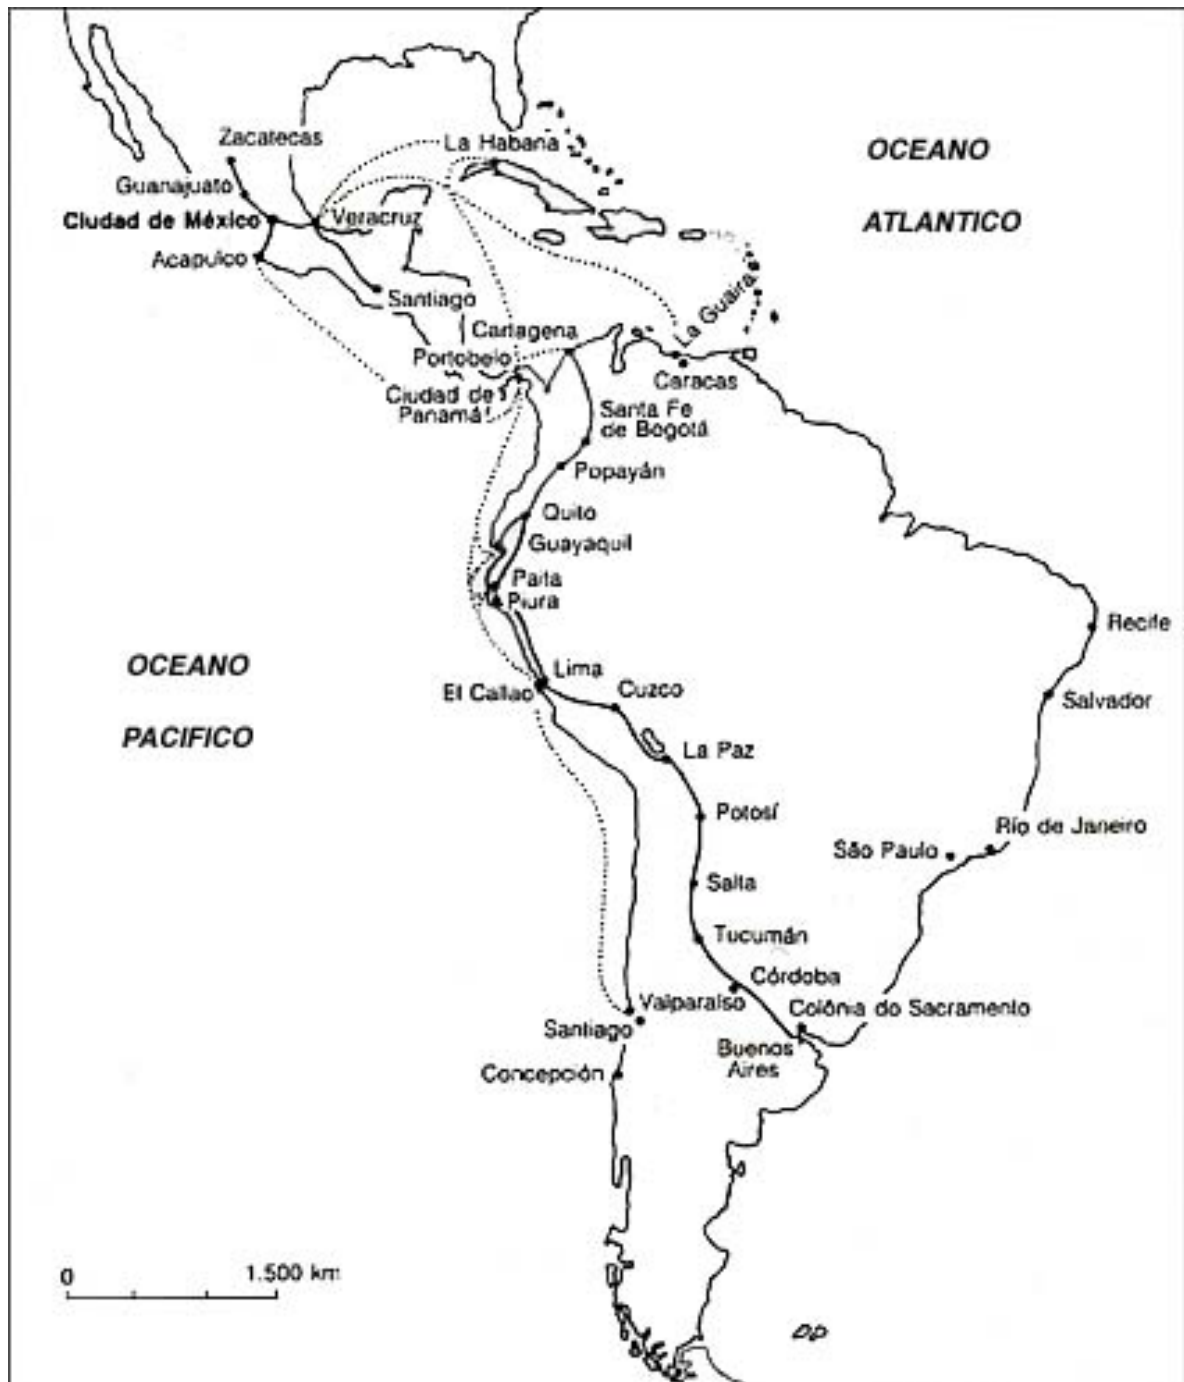 Zacatecas
La Habana
OCEANO
Guanajuato
ATLANTICO
Ciudad de México
Veracruz
Acapulco
Santiago
La Guaira
Cartagena
Portobelo
Caracas
Ciudad de
Panamá
Santa Fe
de Bogotá
Popayán
Quito
Guayaquil
Paita
Piura
Recife
OCEANO
Lima
El Callao
Cuzco
Salvador
PACIFICO
La Paz
Potosí
Río de Janeiro
São Paulo
Salta
Tucumán
Córdoba
Valparaíso
Colônia do Sacramento
Santiago
Buenos
Aires
Concepción
0
1.500 km